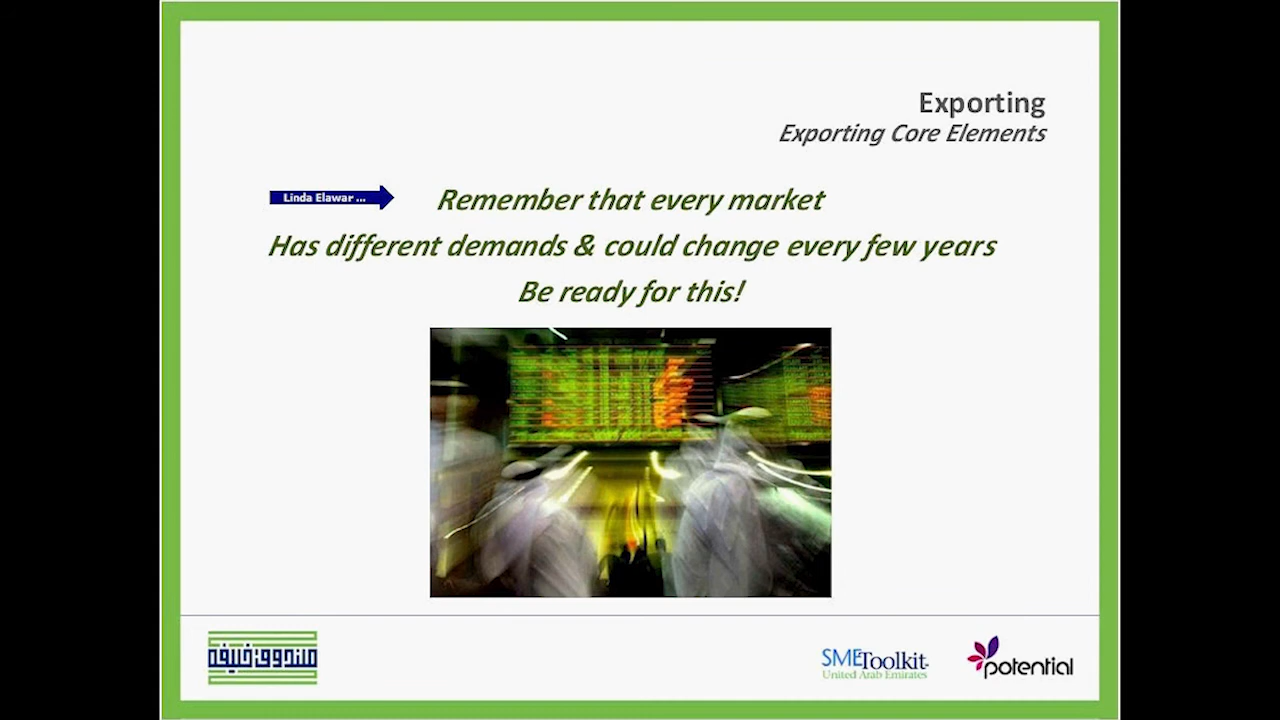 Exporting
Exporting Core Elements
Linda Elawar ...
Remember that every market
Has different demands & could change every few years
Be ready for this!
صندوق خليفة
SMEToolkit
United Arab Emirates
potential